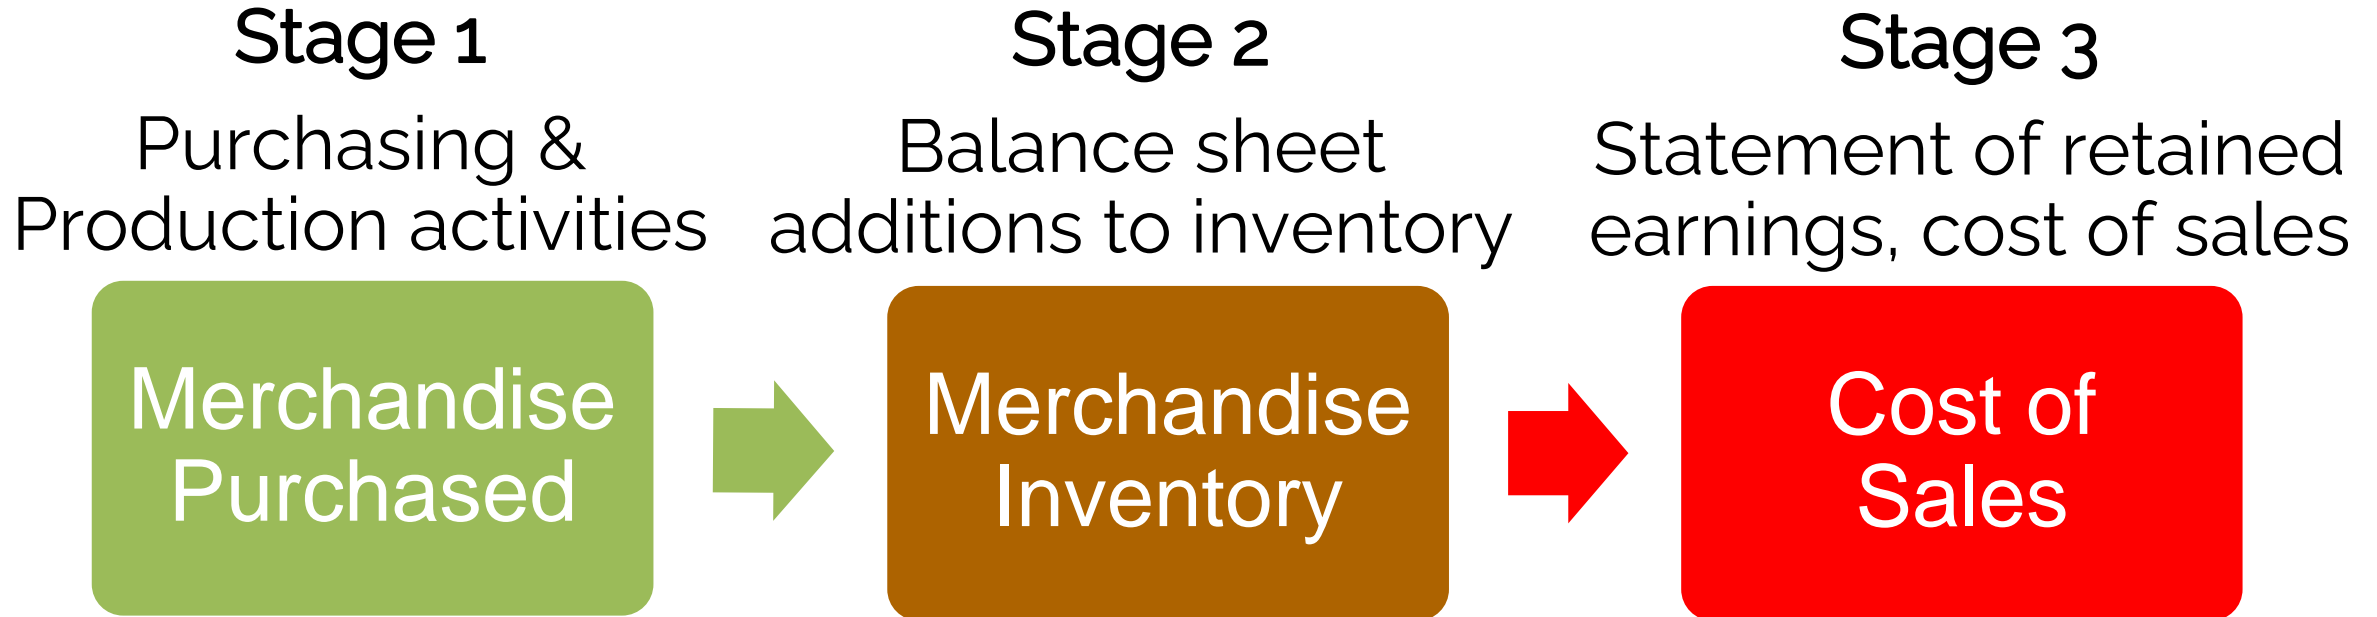 Stage 1
Purchasing &
Production activities
Merchandise
Purchased
Stage 2
Balance sheet
additions to inventory
Merchandise
Inventory
Stage 3
Statement of retained
earnings, cost of sales
Cost of
Sales